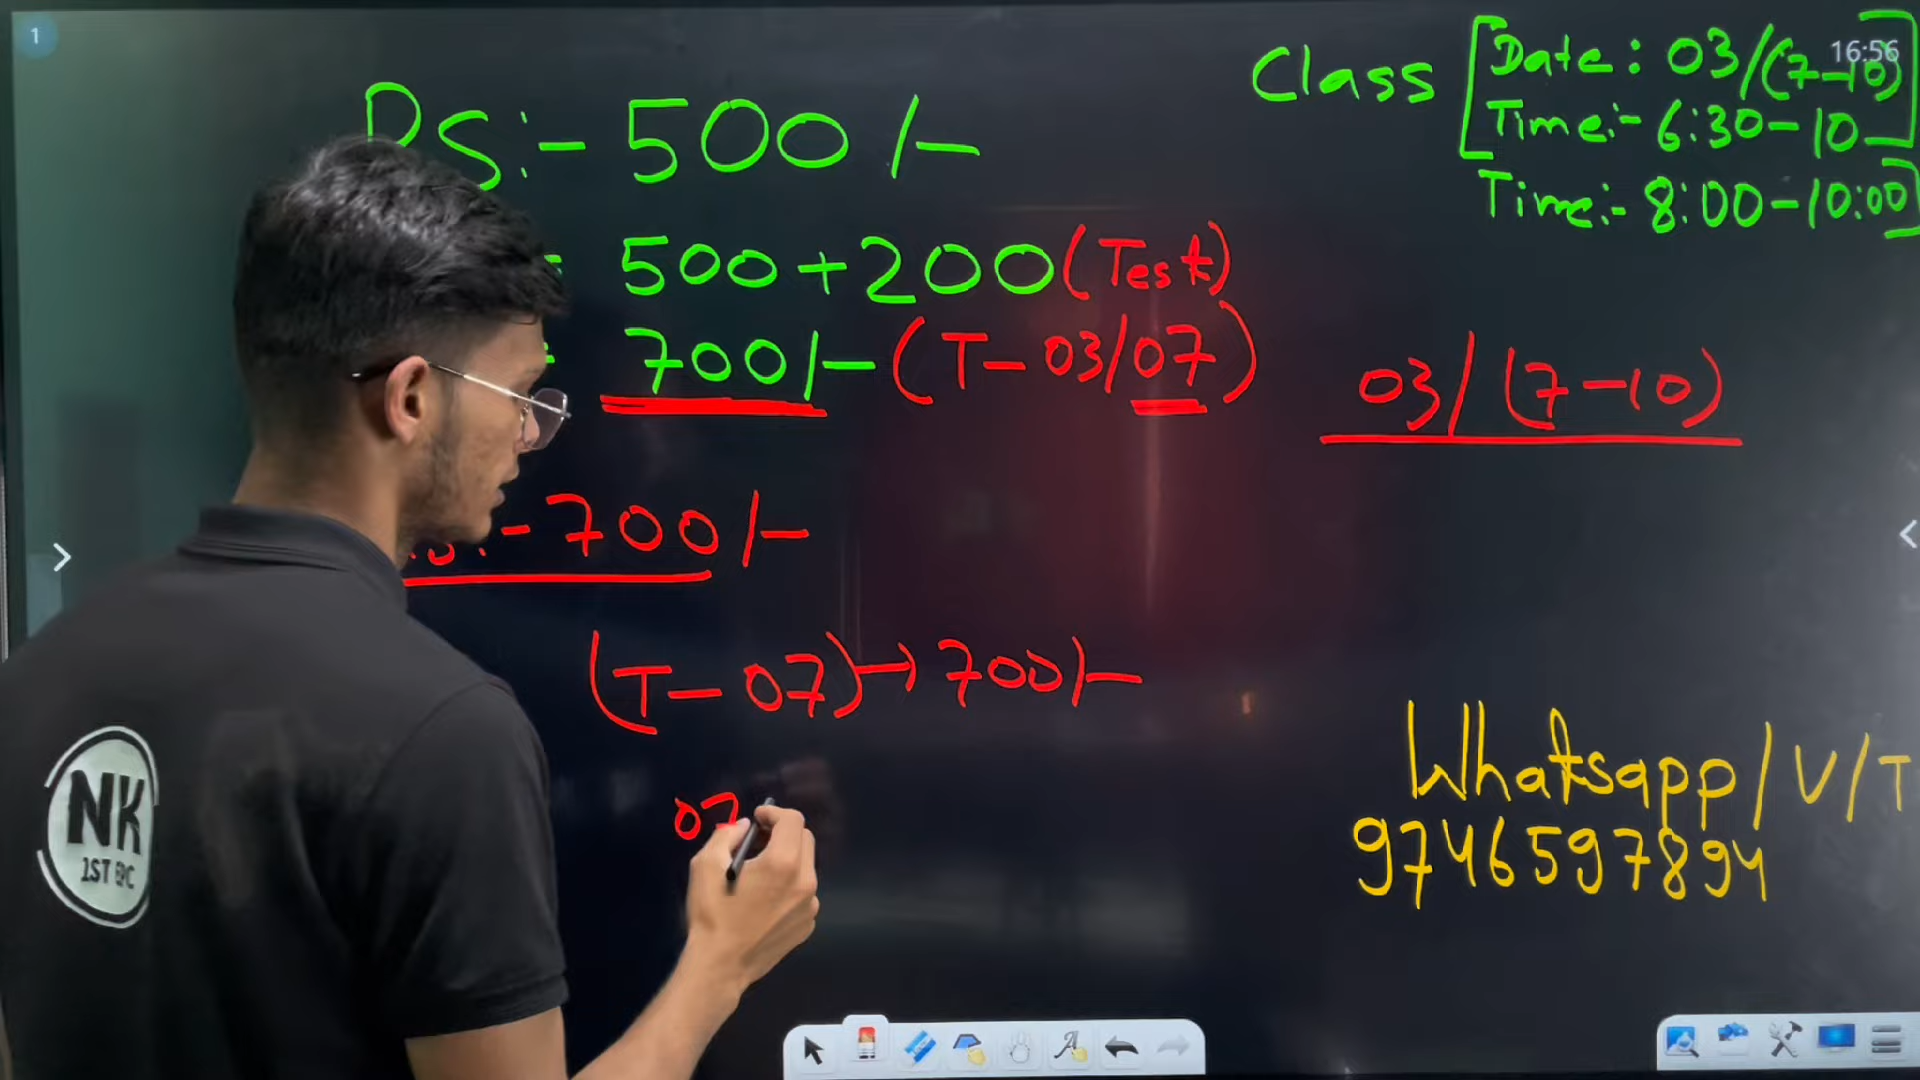 1
16:56
Class [Date: 03/(7-10)
Time:- 6:30-10
Time:- 8:00-10:00]
RS:- 500/-
= 500+200 (Test)
= 700/- (T-03/07)
03/(7-10)
:- 700/-
(T-07)→700/-
07
Whatsapp/V/T
9746597894
NK
1ST